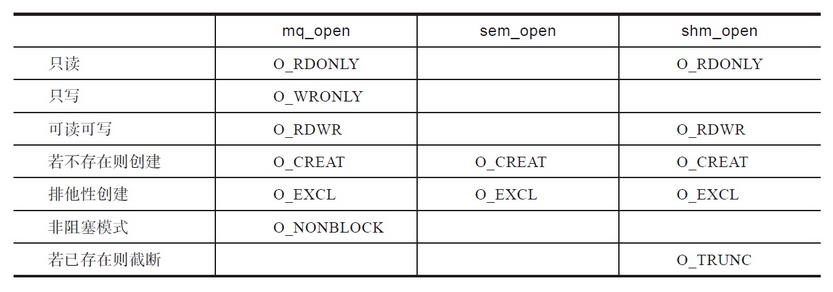 mq_open sem_open shm_open
只读 O_RDONLY O_RDONLY
只写 O_WRONLY
可读可写 O_RDWR O_RDWR
若不存在则创建 O_CREAT O_CREAT O_CREAT
排他性创建 O_EXCL O_EXCL O_EXCL
非阻塞模式 O_NONBLOCK
若已存在则截断 O_TRUNC